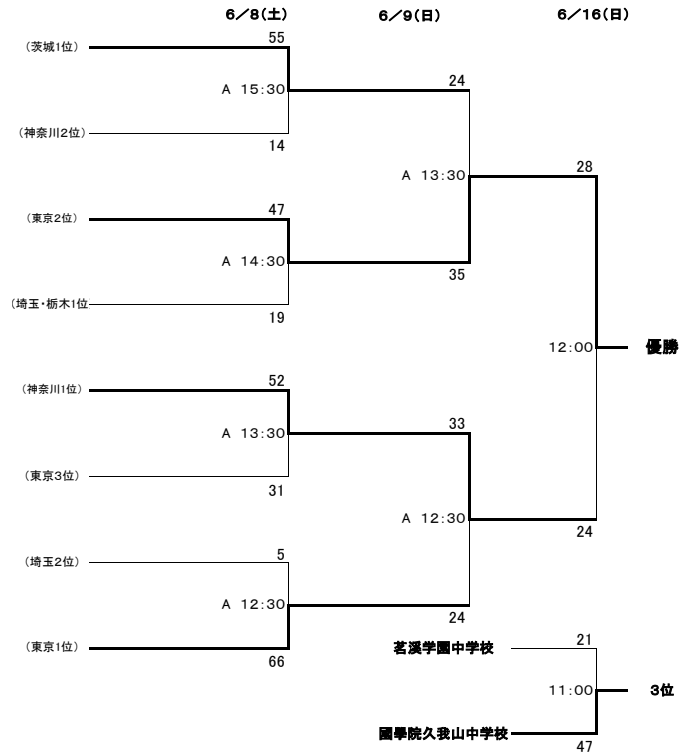 6／8(土) 6／9(日) 6／16(日)
55
(茨城1位)
24
A 15:30
(神奈川2位)
14
28
A 13:30
47
(東京2位)
A 14:30
35
(埼玉・栃木1位
19
12:00 優勝
52
(神奈川1位)
33
A 13:30
(東京3位)
31
A 12:30
24
5
(埼玉2位)
A 12:30
24
21
(東京1位) 茗溪学園中学校
66
11:00 3位
國學院久我山中学校
47